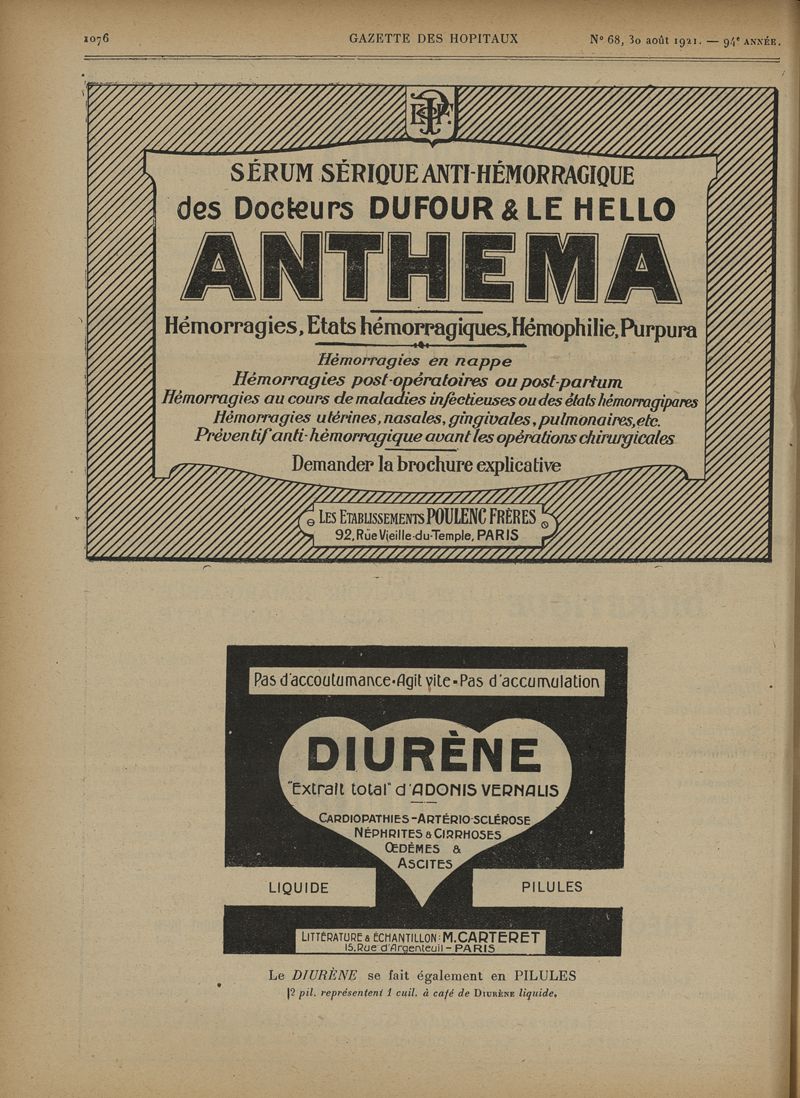 1076
GAZETTE DES HOPITAUX
N° 68, 30 août 1921. — 94e ANNÉE.
SÉRUM SÉRIQUE ANTI-HÉMORRAGIQUE
des Docteurs DUFOUR & LE HELLO
ANTHEMA
Hémorragies, Etats hémorragiques, Hémophilie, Purpura
Hémorragies en nappe
Hémorragies post-opératoires ou post-partum
Hémorragies au cours de maladies infectieuses ou des états hémorragipares
Hémorragies utérines, nasales, gingivales, pulmonaires, etc.
Préventif anti-hémorragique avant les opérations chirurgicales
Demander la brochure explicative
LES ETABLISSEMENTS POULENC FRÈRES
92, Rue Vieille-du-Temple, PARIS
Pas d'accoutumance·Agit vite-Pas d'accumulation
DIURÈNE
"Extrait total" d'ADONIS VERNALIS
CARDIOPATHIES-ARTÉRIO-SCLÉROSE
NÉPHRITES & CIRRHOSES
ŒDÈMES &
ASCITES
LIQUIDE
PILULES
LITTÉRATURE & ÉCHANTILLON: M.CARTERET
15, Rue d'Argenteuil - PARIS
Le DIURÈNE se fait également en PILULES
2 pil. représentent 1 cuil. à café de DIURÈNE liquide.